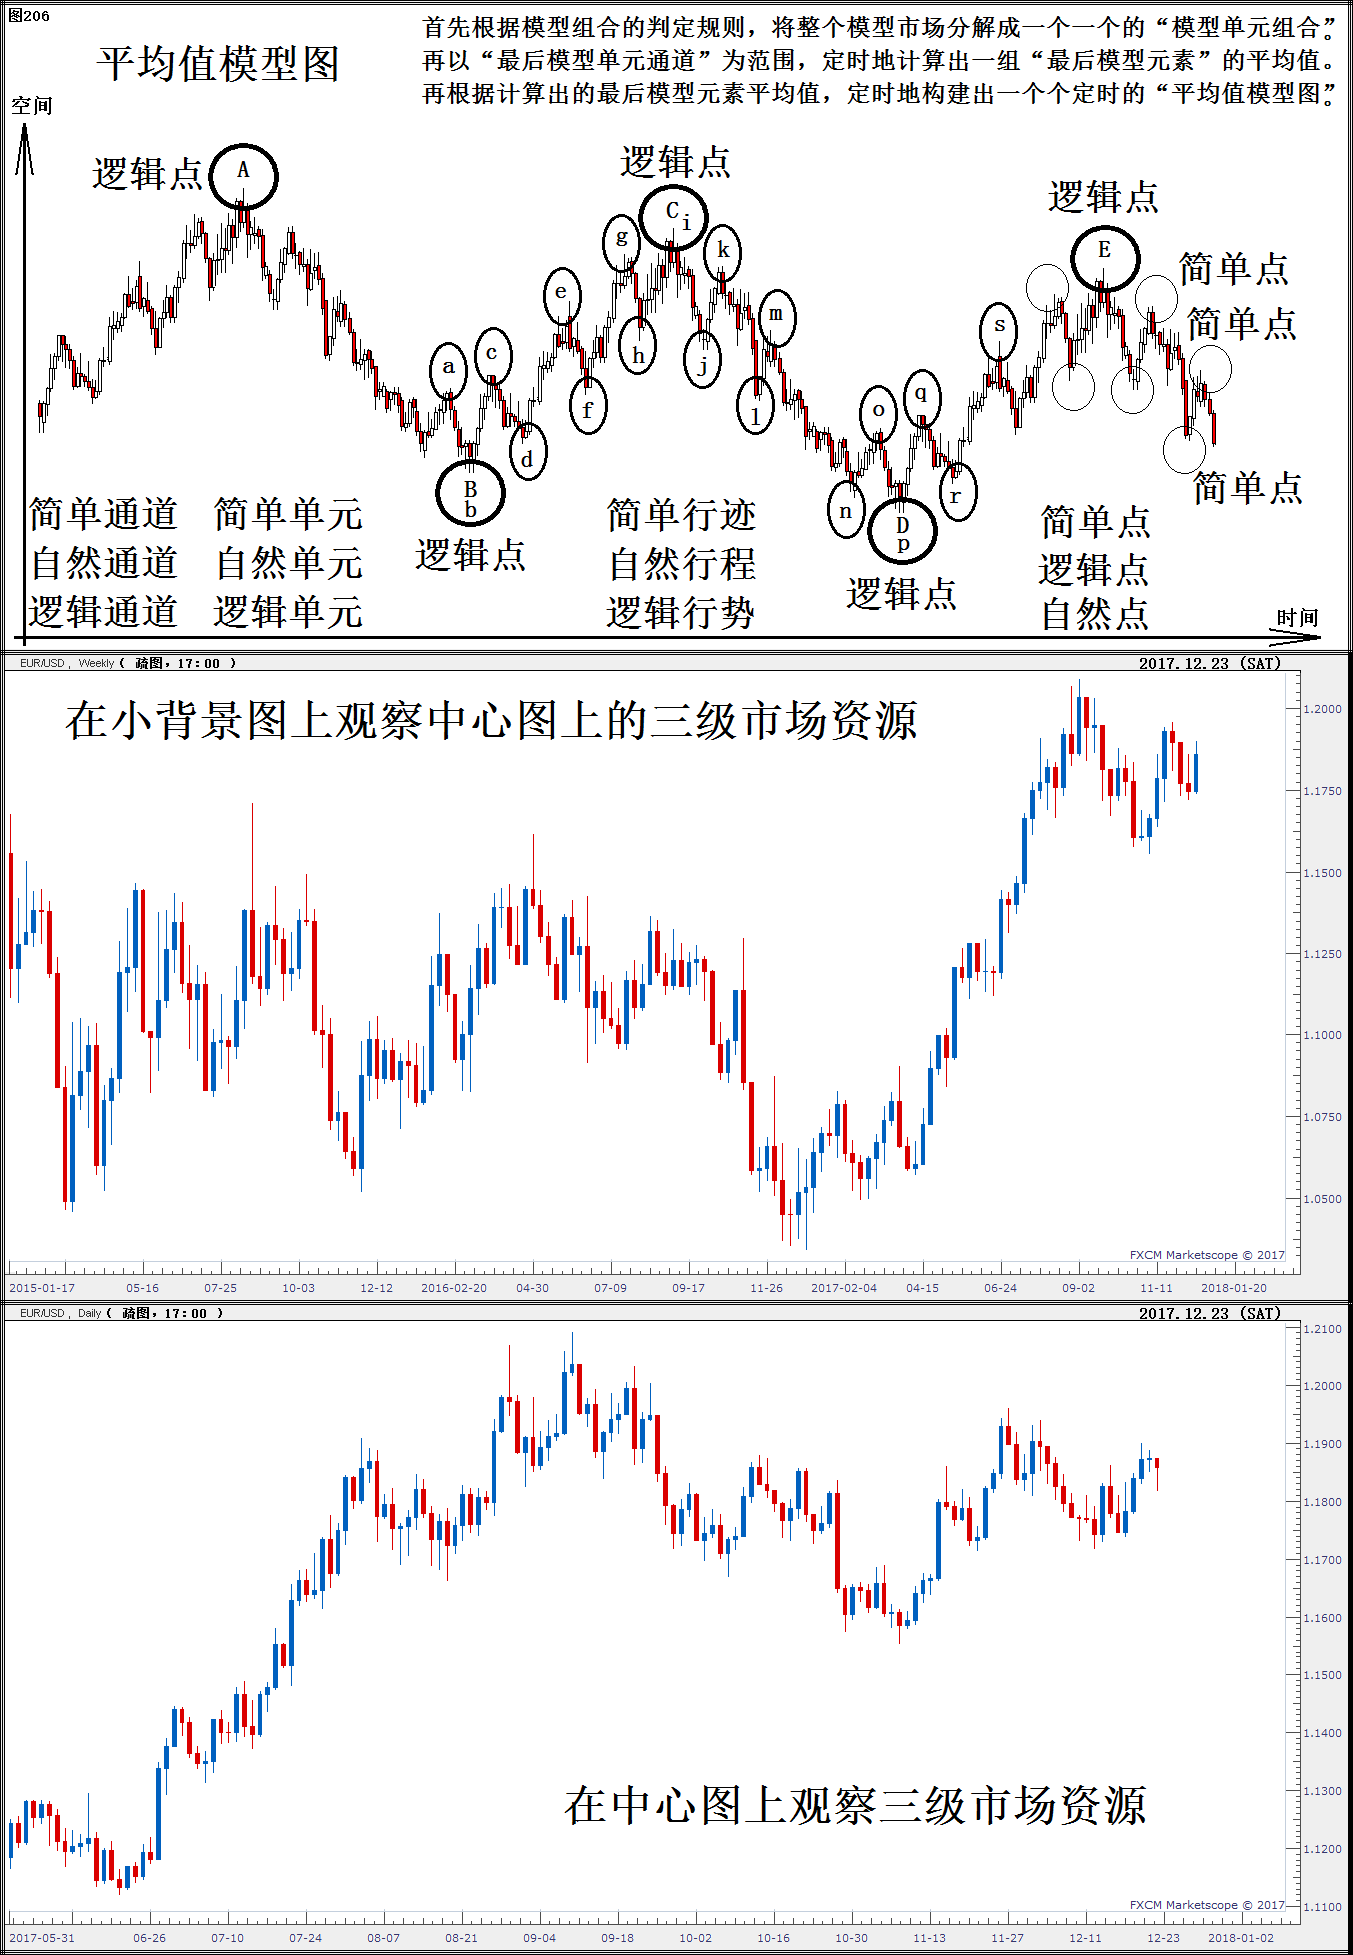 图206
首先根据模型组合的判定规则，将整个模型市场分解成一个一个的“模型单元组合”。
平均值模型图
再以“最后模型单元通道”为范围，定时地计算出一组“最后模型元素”的平均值。
再根据计算出的最后模型元素平均值，定时地构建出一个个定时的“平均值模型图”。
空间
逻辑点
A
逻辑点
C
i
逻辑点
E
g
k
简单点
e
m
s
简单点
h
j
a
c
f
l
o
q
d
简单点
B
b
n
r
D
p
逻辑点
逻辑点
简单通道
简单单元
简单行迹
简单点
自然通道
自然单元
自然行程
逻辑点
逻辑通道
逻辑单元
逻辑行势
自然点
时间
EUR/USD, Weekly ( 疏图, 17:00 )
2017.12.23 (SAT)
在小背景图上观察中心图上的三级市场资源
1.2000
1.1750
1.1500
1.1250
1.1000
1.0750
1.0500
FXCM Marketscope © 2017
2015-01-17 05-16 07-25 10-03 12-12 2016-02-20 04-30 07-09 09-17 11-26 2017-02-04 04-15 06-24 09-02 11-11 2018-01-20
EUR/USD, Daily ( 疏图, 17:00 )
2017.12.23 (SAT)
1.2100
1.2000
1.1900
1.1800
1.1700
1.1600
1.1500
1.1400
1.1300
在中心图上观察三级市场资源
1.1200
1.1100
FXCM Marketscope © 2017
2017-05-31 06-26 07-10 07-24 08-07 08-21 09-04 09-18 10-02 10-16 10-30 11-13 11-27 12-11 12-23 2018-01-02